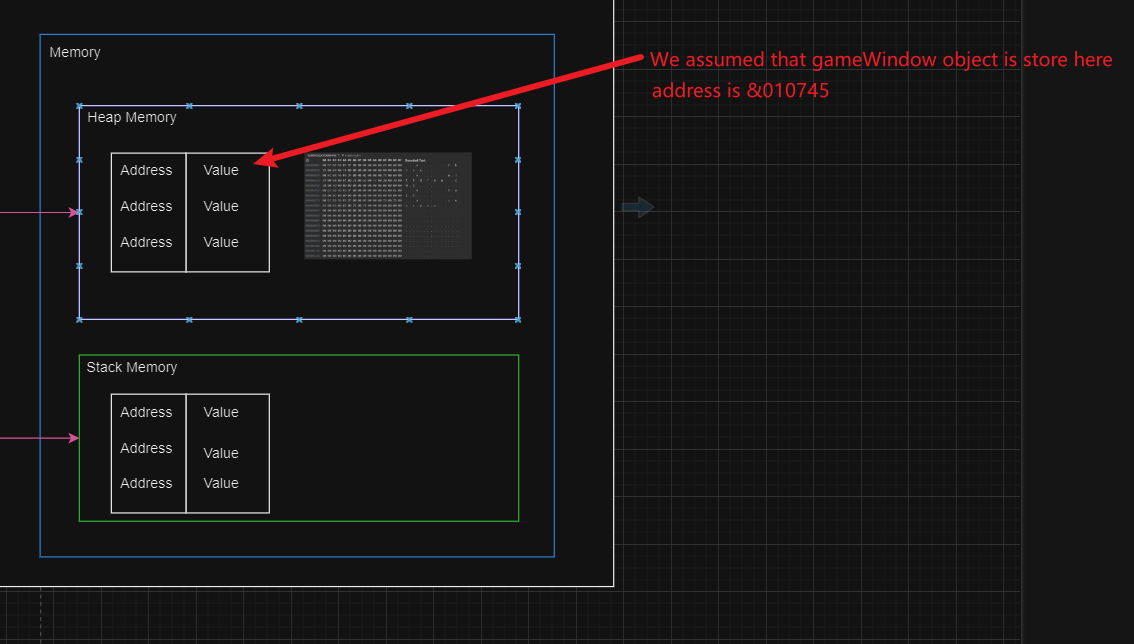 Memory
We assumed that gameWindow object is store here
address is &010745
Heap Memory
Address Value
Address Value
Address Value
Stack Memory
Address Value
Address Value
Address Value